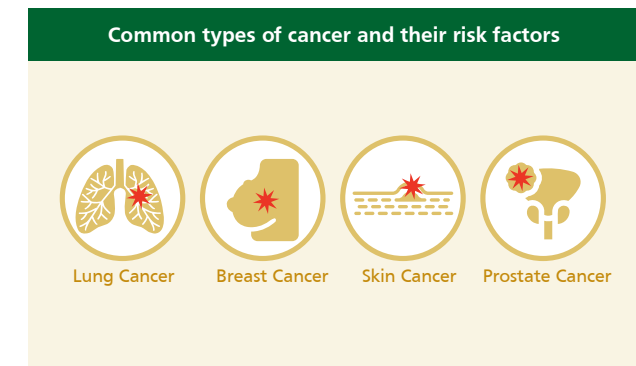 Common types of cancer and their risk factors
Lung Cancer
Breast Cancer
Skin Cancer
Prostate Cancer